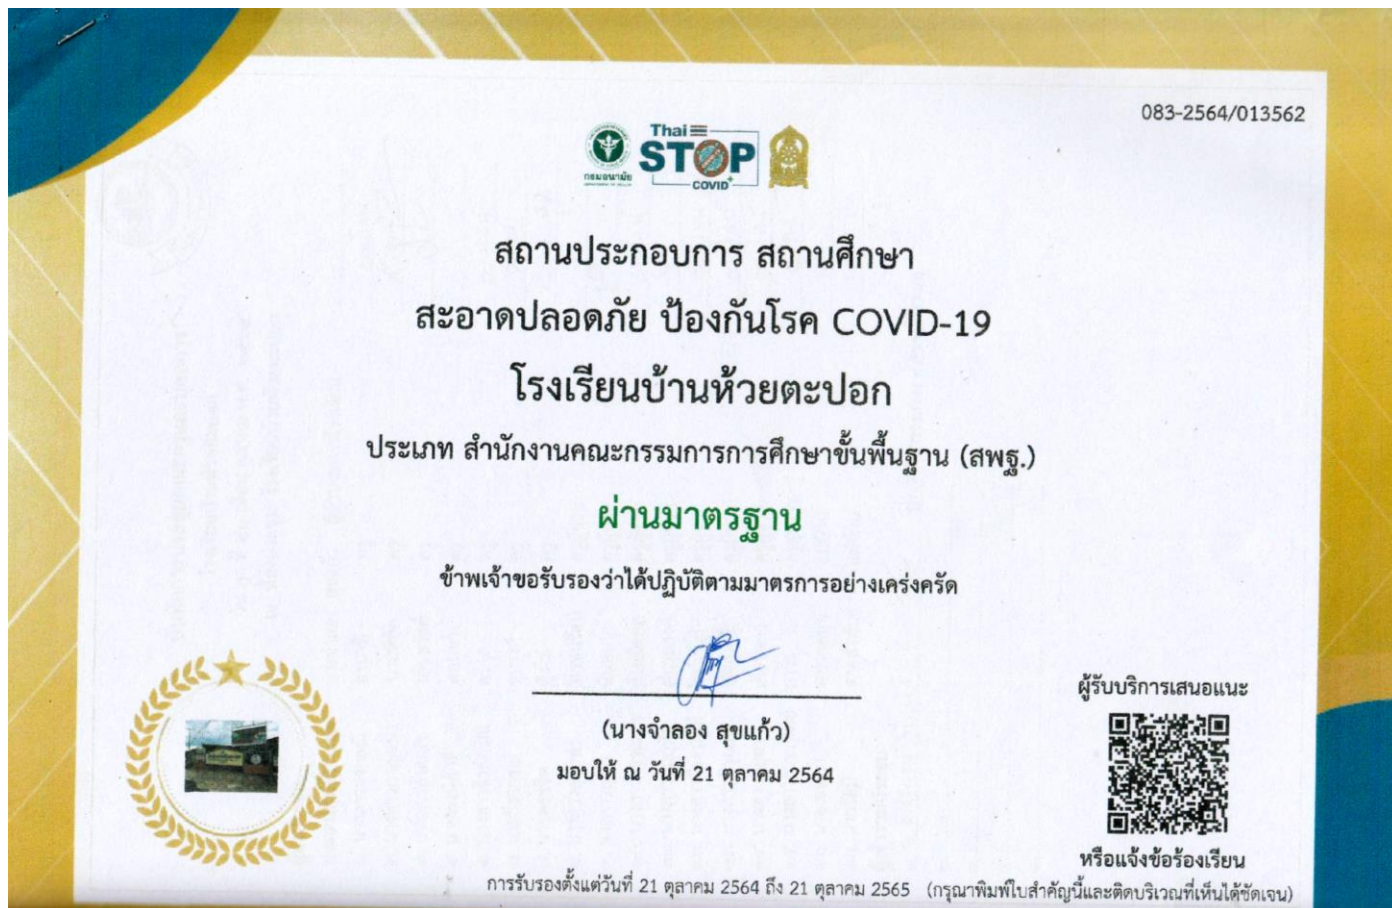 083-2564/013562
กรมอนามัย
Thai
STOP
COVID+
สถานประกอบการ สถานศึกษา
สะอาดปลอดภัย ป้องกันโรค COVID-19
โรงเรียนบ้านห้วยตะปอก
ประเภท สำนักงานคณะกรรมการการศึกษาขั้นพื้นฐาน (สพฐ.)
ผ่านมาตรฐาน
ข้าพเจ้าขอรับรองว่าได้ปฏิบัติตามมาตรการอย่างเคร่งครัด
(นางจำลอง สุขแก้ว)
มอบให้ ณ วันที่ 21 ตุลาคม 2564
ผู้รับบริการเสนอแนะ
หรือแจ้งข้อร้องเรียน
การรับรองตั้งแต่วันที่ 21 ตุลาคม 2564 ถึง 21 ตุลาคม 2565 (กรุณาพิมพ์ใบสำคัญนี้และติดบริเวณที่เห็นได้ชัดเจน)